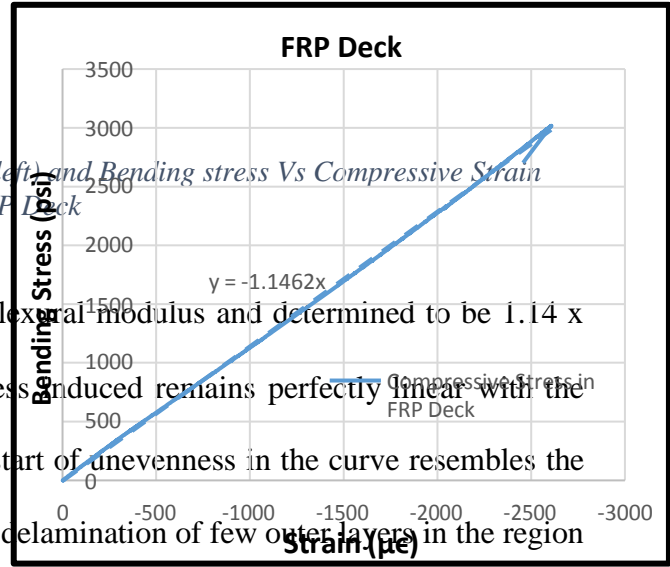 FRP Deck
3500
3000
left) and Bending stress Vs Compressive Strain
2500
P Deck
2000
Bending Stress (psi)
y = -1.1462x
1500
lexural modulus and determined to be 1.14 x
1000
Compressive Stress in
ess induced remains perfectly linear with the
FRP Deck
500
start of unevenness in the curve resembles the
0
0 -500 -1000 -1500 -2000 -2500 -3000
delamination of few outer layers in the region
Strain (µє)